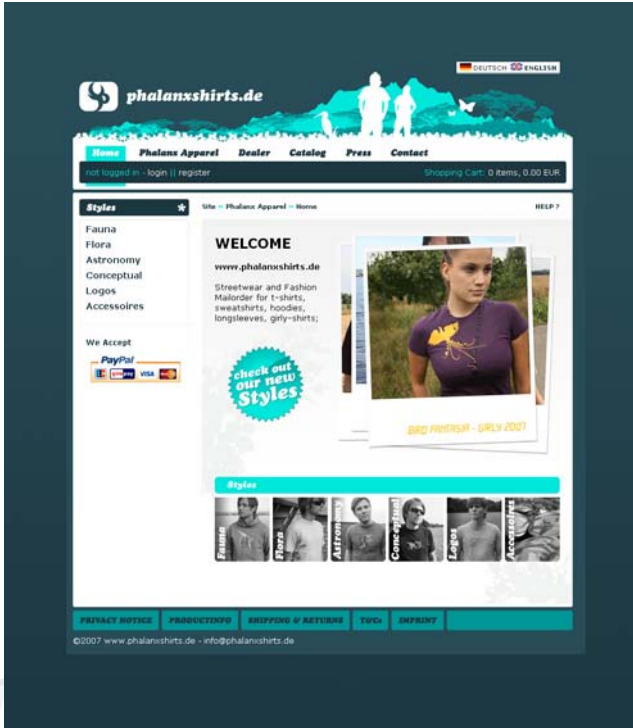 DEUTSCH ENGLISH
phalanxshirts.de
Home Phalanx Apparel Dealer Catalog Press Contact
not logged in - login || register
Shopping Cart: 0 items, 0.00 EUR
Styles *
Site - Phalanx Apparel - Home
HELP ?
Fauna
Flora
Astronomy
Conceptual
Logos
Accessoires
We Accept
PayPal
VISA
WELCOME
www.phalanxshirts.de
Streetwear and Fashion
Mailorder for t-shirts,
sweatshirts, hoodies,
longsleeves, girly-shirts;
check out
our new
Styles
BIRD FANTASIA - GIRLY 2007
Styles
Fauna
Flora
Astronomy
Conceptual
Logos
Accessoires
PRIVACY NOTICE PRODUCTINFO SHIPPING & RETURNS T&Cs IMPRINT
©2007 www.phalanxshirts.de - info@phalanxshirts.de